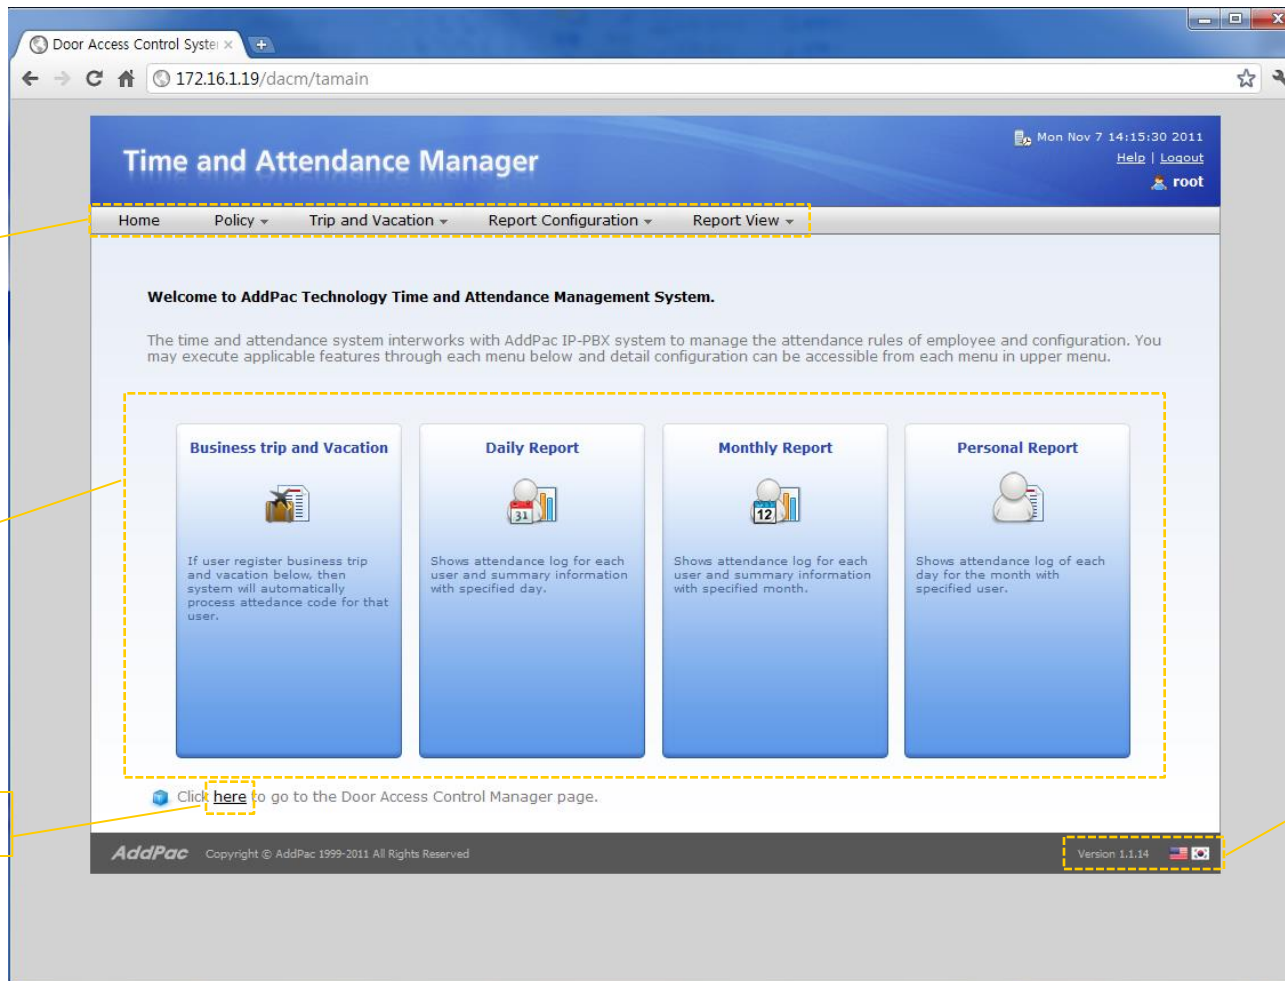 Door Access Control Syster
172.16.1.19/dacm/tamain
Mon Nov 7 14:15:30 2011
Help | Logout
root
Time and Attendance Manager
Home Policy Trip and Vacation Report Configuration Report View
Welcome to AddPac Technology Time and Attendance Management System.
The time and attendance system interworks with AddPac IP-PBX system to manage the attendance rules of employee and configuration. You
may execute applicable features through each menu below and detail configuration can be accessible from each menu in upper menu.
Business trip and Vacation
If user register business trip
and vacation below, then
system will automatically
process attedance code for that
user.
Daily Report
31
Shows attendance log for each
user and summary information
with specified day.
Monthly Report
12
Shows attendance log for each
user and summary information
with specified month.
Personal Report
Shows attendance log of each
day for the month with
specified user.
Click here to go to the Door Access Control Manager page.
AddPac Copyright © AddPac 1999-2011 All Rights Reserved
Version 1.1.14